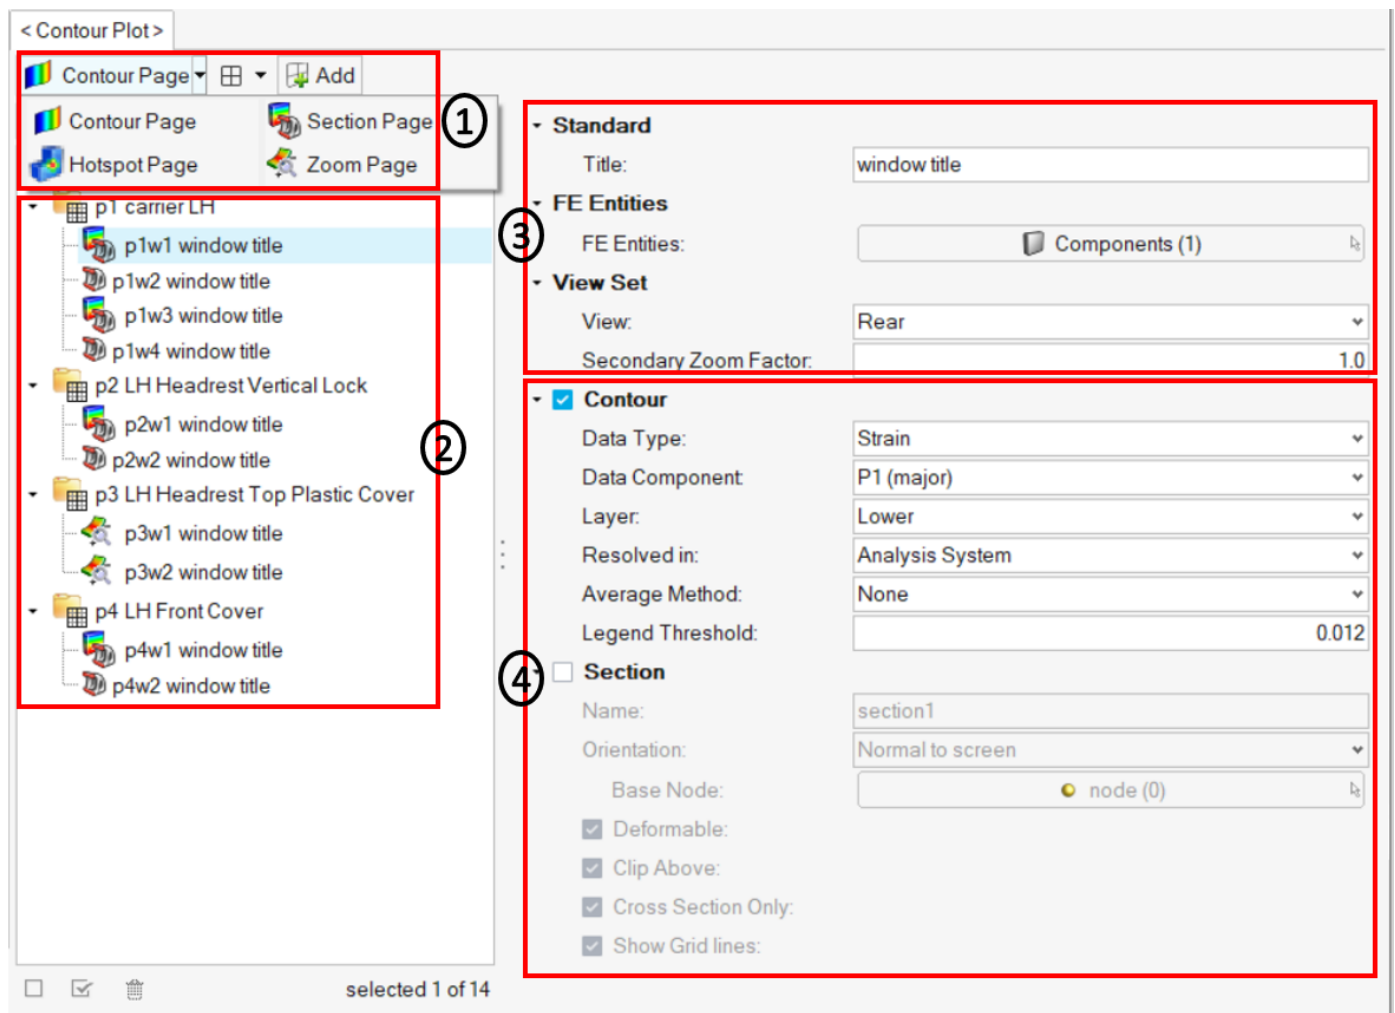 < Contour Plot >
Contour Page Add
Contour Page Section Page 1
Hotspot Page Zoom Page
p1 carrier LH
p1w1 window title
p1w2 window title
p1w3 window title
p1w4 window title
p2 LH Headrest Vertical Lock
p2w1 window title
p2w2 window title
2
p3 LH Headrest Top Plastic Cover
p3w1 window title
p3w2 window title
p4 LH Front Cover
p4w1 window title
p4w2 window title
selected 1 of 14
Standard
Title: window title
FE Entities
3
FE Entities: Components (1)
View Set
View: Rear
Secondary Zoom Factor: 1.0
Contour
Data Type: Strain
Data Component: P1 (major)
Layer: Lower
Resolved in: Analysis System
Average Method: None
Legend Threshold: 0.012
4 Section
Name: section1
Orientation: Normal to screen
Base Node: node (0)
Deformable:
Clip Above:
Cross Section Only:
Show Grid lines: